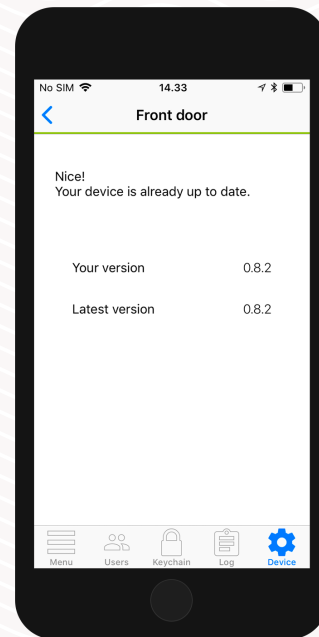 No SIM 14.33
Front door
Nice!
Your device is already up to date.
Your version 0.8.2
Latest version 0.8.2
Menu Users Keychain Log Device